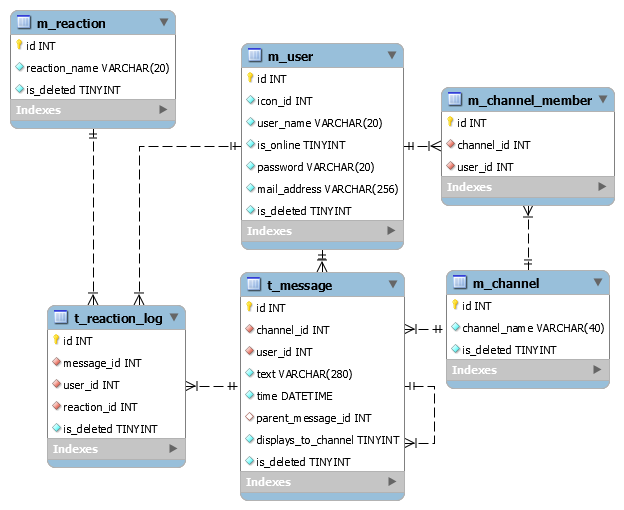 m_reaction
id INT
reaction_name VARCHAR(20)
is_deleted TINYINT
Indexes
m_user
id INT
icon_id INT
user_name VARCHAR(20)
is_online TINYINT
password VARCHAR(20)
mail_address VARCHAR(256)
is_deleted TINYINT
Indexes
m_channel_member
id INT
channel_id INT
user_id INT
Indexes
t_reaction_log
id INT
message_id INT
user_id INT
reaction_id INT
is_deleted TINYINT
Indexes
t_message
id INT
channel_id INT
user_id INT
text VARCHAR(280)
time DATETIME
parent_message_id INT
displays_to_channel TINYINT
is_deleted TINYINT
Indexes
m_channel
id INT
channel_name VARCHAR(40)
is_deleted TINYINT
Indexes